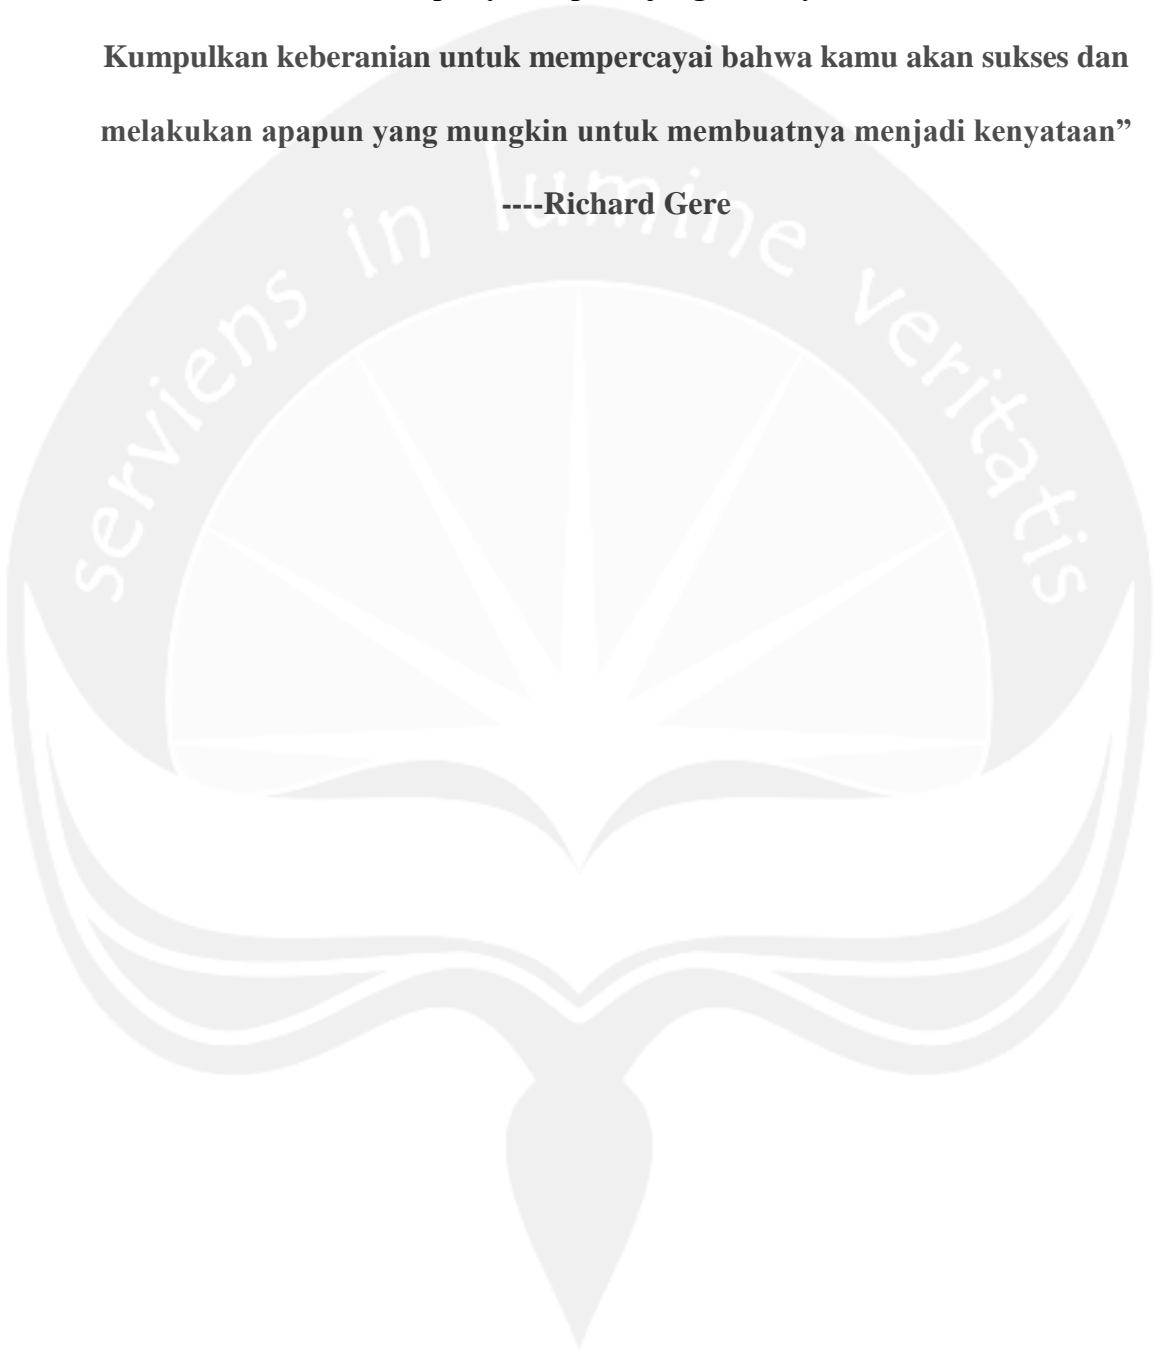 Kumpulkan keberanian untuk mempercayai bahwa kamu akan sukses dan
melakukan apapun yang mungkin untuk membuatnya menjadi kenyataan”
----Richard Gere
serviens in lumine veritatis